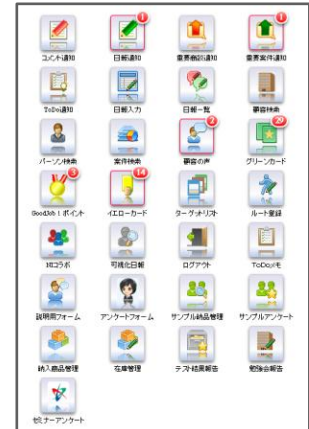 1
1
コメント通知
日報通知
重要商談通知
重要案件通知
ToDo通知
日報入力
日報一覧
顧客検索
2
29
パーソン検索
案件検索
顧客の声
グリーンカード
3
14
GoodJob！ポイント
イエローカード
ターゲットリスト
ルート登録
HIコラボ
可視化日報
ログアウト
ToDoメモ
説明用フォーム
アンケートフォーム
サンプル納品管理
サンプルアンケート
納入商品管理
在庫管理
テスト結果報告
勉強会報告
セミナーアンケート